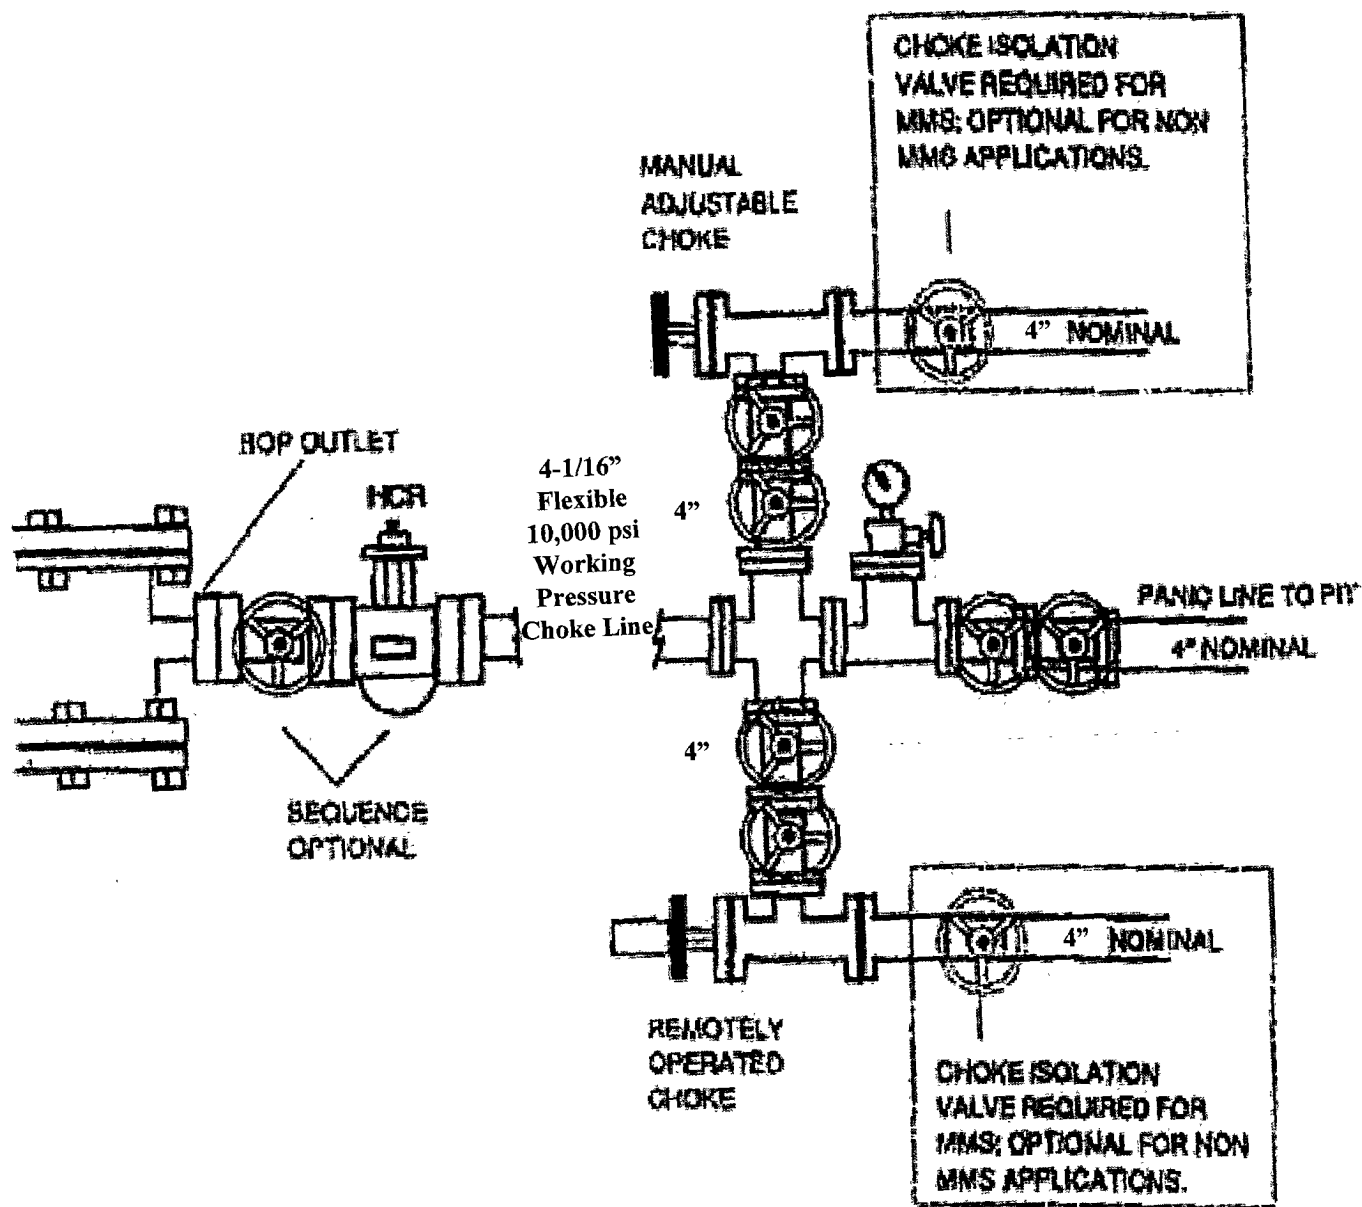 CHOKE ISOLATION
VALVE REQUIRED FOR
MMS; OPTIONAL FOR NON
MMS APPLICATIONS.
MANUAL
ADJUSTABLE
CHOKE
4” NOMINAL
BOP OUTLET
HCR
4-1/16”
Flexible
10,000 psi
Working
Pressure
Choke Line
4”
PANIC LINE TO PIT
4" NOMINAL
4”
SEQUENCE
OPTIONAL
4” NOMINAL
REMOTELY
OPERATED
CHOKE
CHOKE ISOLATION
VALVE REQUIRED FOR
MMS; OPTIONAL FOR NON
MMS APPLICATIONS.